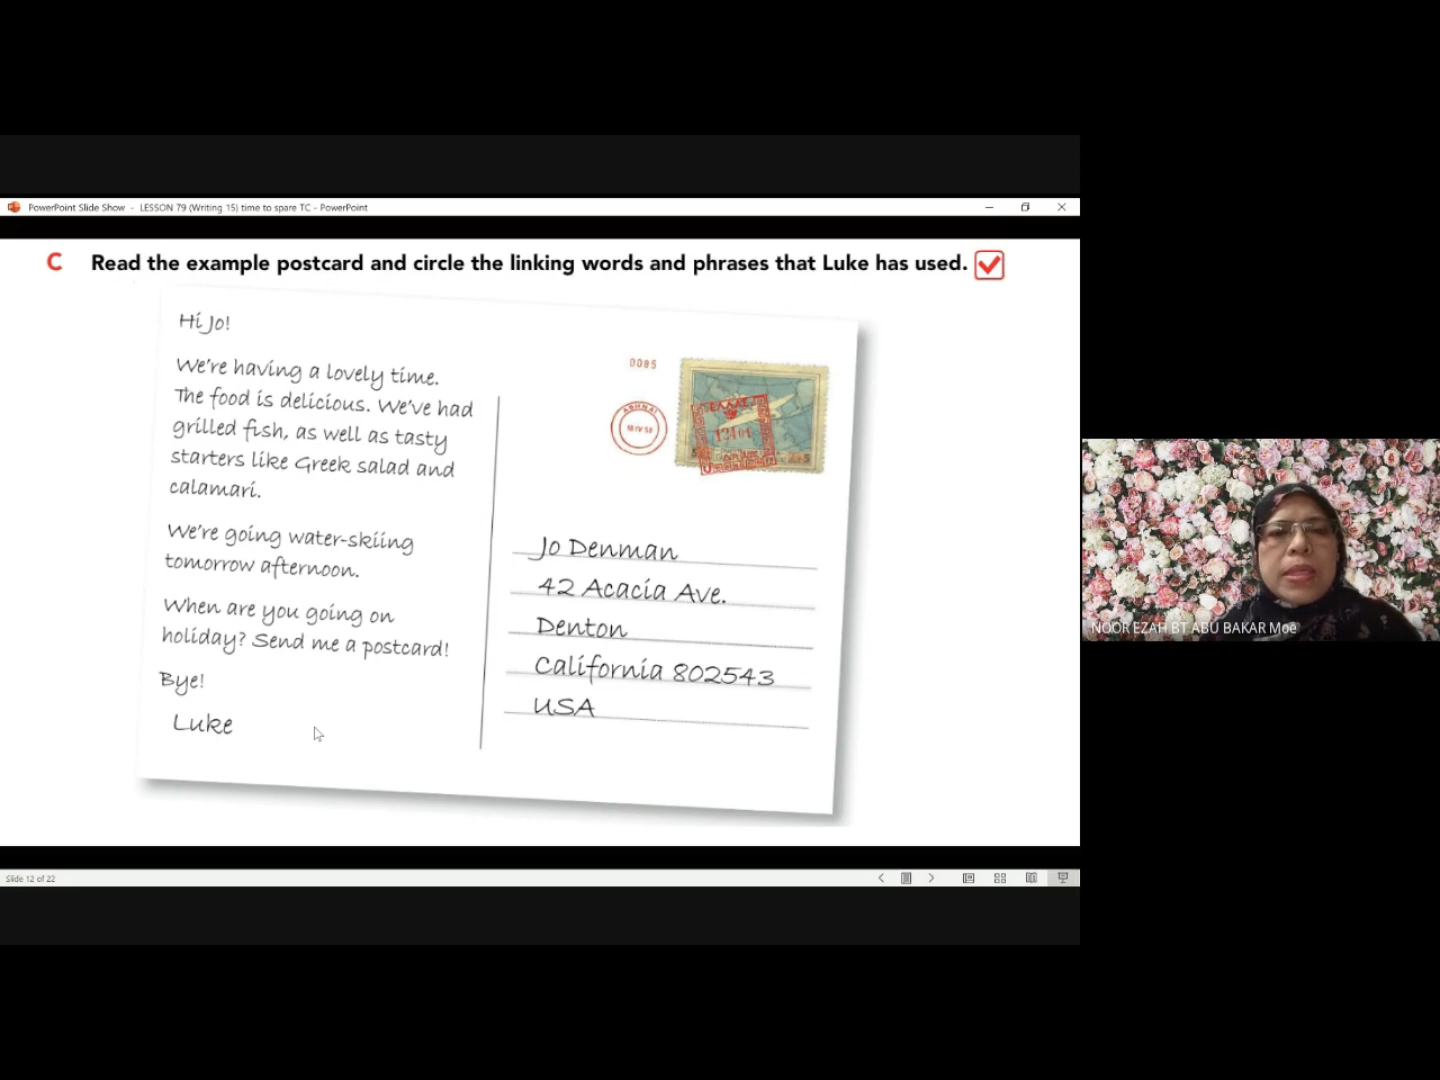 PowerPoint Slide Show - LESSON 79 (Writing 15) time to spare TC - PowerPoint
C Read the example postcard and circle the linking words and phrases that Luke has used.
Hi Jo!
We're having a lovely time.
The food is delicious. We've had
grilled fish, as well as tasty
starters like Greek salad and
calamari.
We're going water-skiing
tomorrow afternoon.
When are you going on
holiday? Send me a postcard!
Bye!
Luke
0085
Jo Denman
42 Acacia Ave.
Denton
California 802543
USA
NOOR EZAH BT ABU BAKAR Moe
Slide 12 of 22